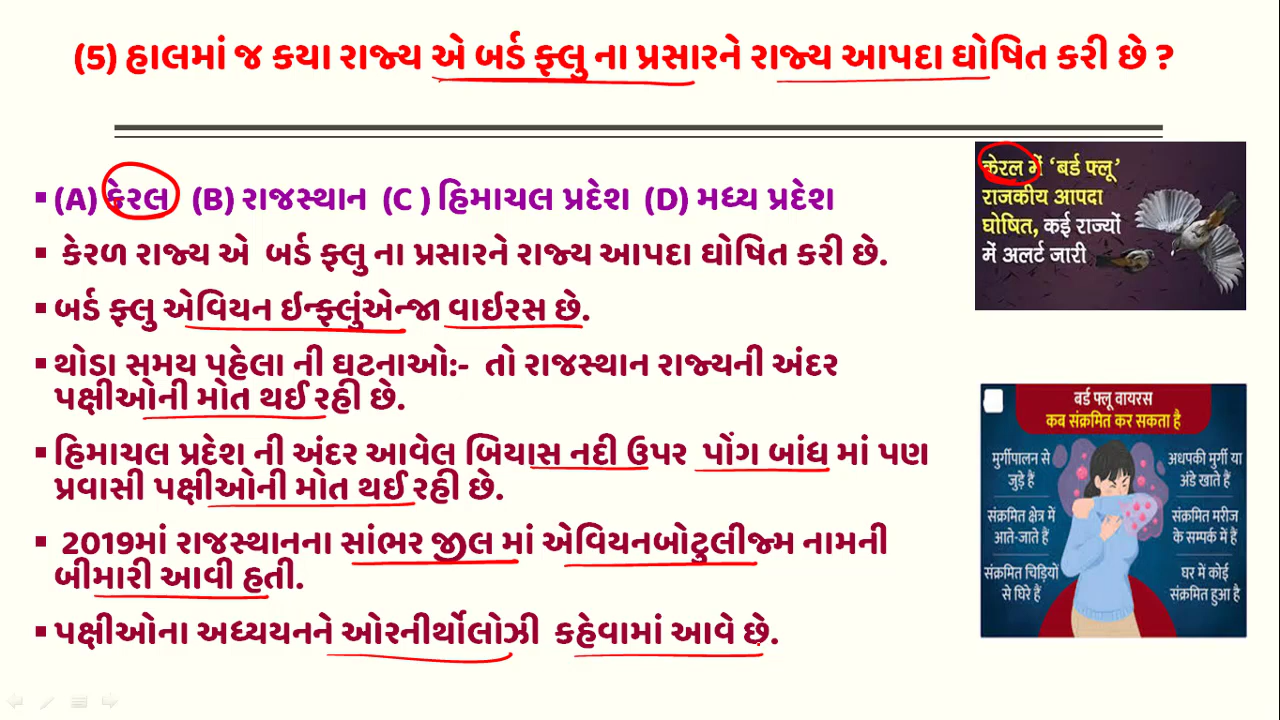 (5) હાલમાં જ કયા રાજ્ય એ બર્ડ ફ્લુ ના પ્રસારને રાજ્ય આપદા ઘોષિત કરી છે ?
(A) કેરલ (B) રાજસ્થાન (C ) હિમાચલ પ્રદેશ (D) મધ્ય પ્રદેશ
કેરળ રાજ્ય એ બર્ડ ફ્લુ ના પ્રસારને રાજ્ય આપદા ઘોષિત કરી છે.
બર્ડ ફ્લુ એવિયન ઇન્ફ્લુંએન્જા વાઇરસ છે.
થોડા સમય પહેલા ની ઘટનાઓ:- તો રાજસ્થાન રાજ્યની અંદર
પક્ષીઓની મોત થઈ રહી છે.
હિમાચલ પ્રદેશ ની અંદર આવેલ બિયાસ નદી ઉપર પોંગ બાંધ માં પણ
પ્રવાસી પક્ષીઓની મોત થઈ રહી છે.
2019માં રાજસ્થાનના સાંભર જીલ માં એવિયનબોટુલીજ્મ નામની
બીમારી આવી હતી.
પક્ષીઓના અધ્યયનને ઓરનીર્થોલોઝી કહેવામાં આવે છે.
केरल में ‘बर्ड फ्लू’
राजकीय आपदा
घोषित, कई राज्यों
में अलर्ट जारी
बर्ड फ्लू वायरस
कब संक्रमित कर सकता है
मुर्गीपालन से
जुड़े हैं
संक्रमित क्षेत्र में
आते-जाते हैं
संक्रमित चिड़ियों
से घिरे हैं
अधपकी मुर्गी या
अंडे खाते हैं
संक्रमित मरीज
के सम्पर्क में हैं
घर में कोई
संक्रमित हुआ है